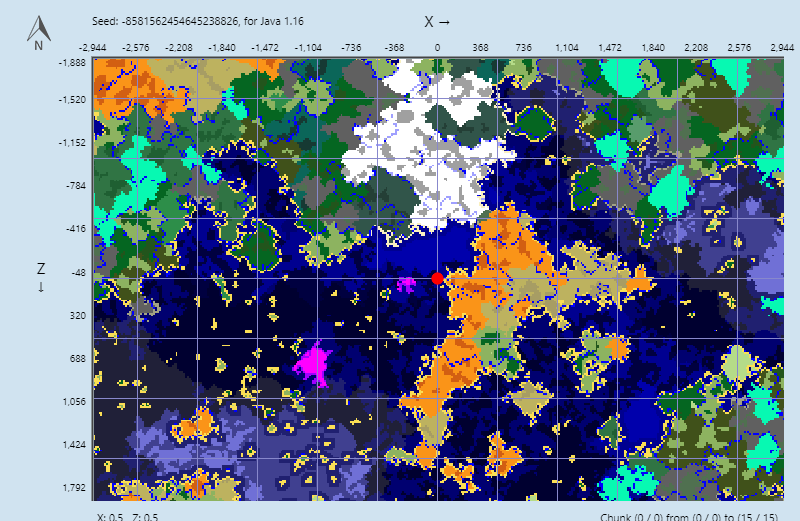 Seed: -8581562454645238826, for Java 1.16
X →
N
-2,944 -2,576 -2,208 -1,840 -1,472 -1,104 -736 -368 0 368 736 1,104 1,472 1,840 2,208 2,576 2,944
-1.888
-1,520
-1,152
-784
-416
Z
-48
↓
320
688
1,056
1,424
1,792
X: 0.5 Z: 0.5
Chunk (0 / 0) from (0 / 0) to (15 / 15)